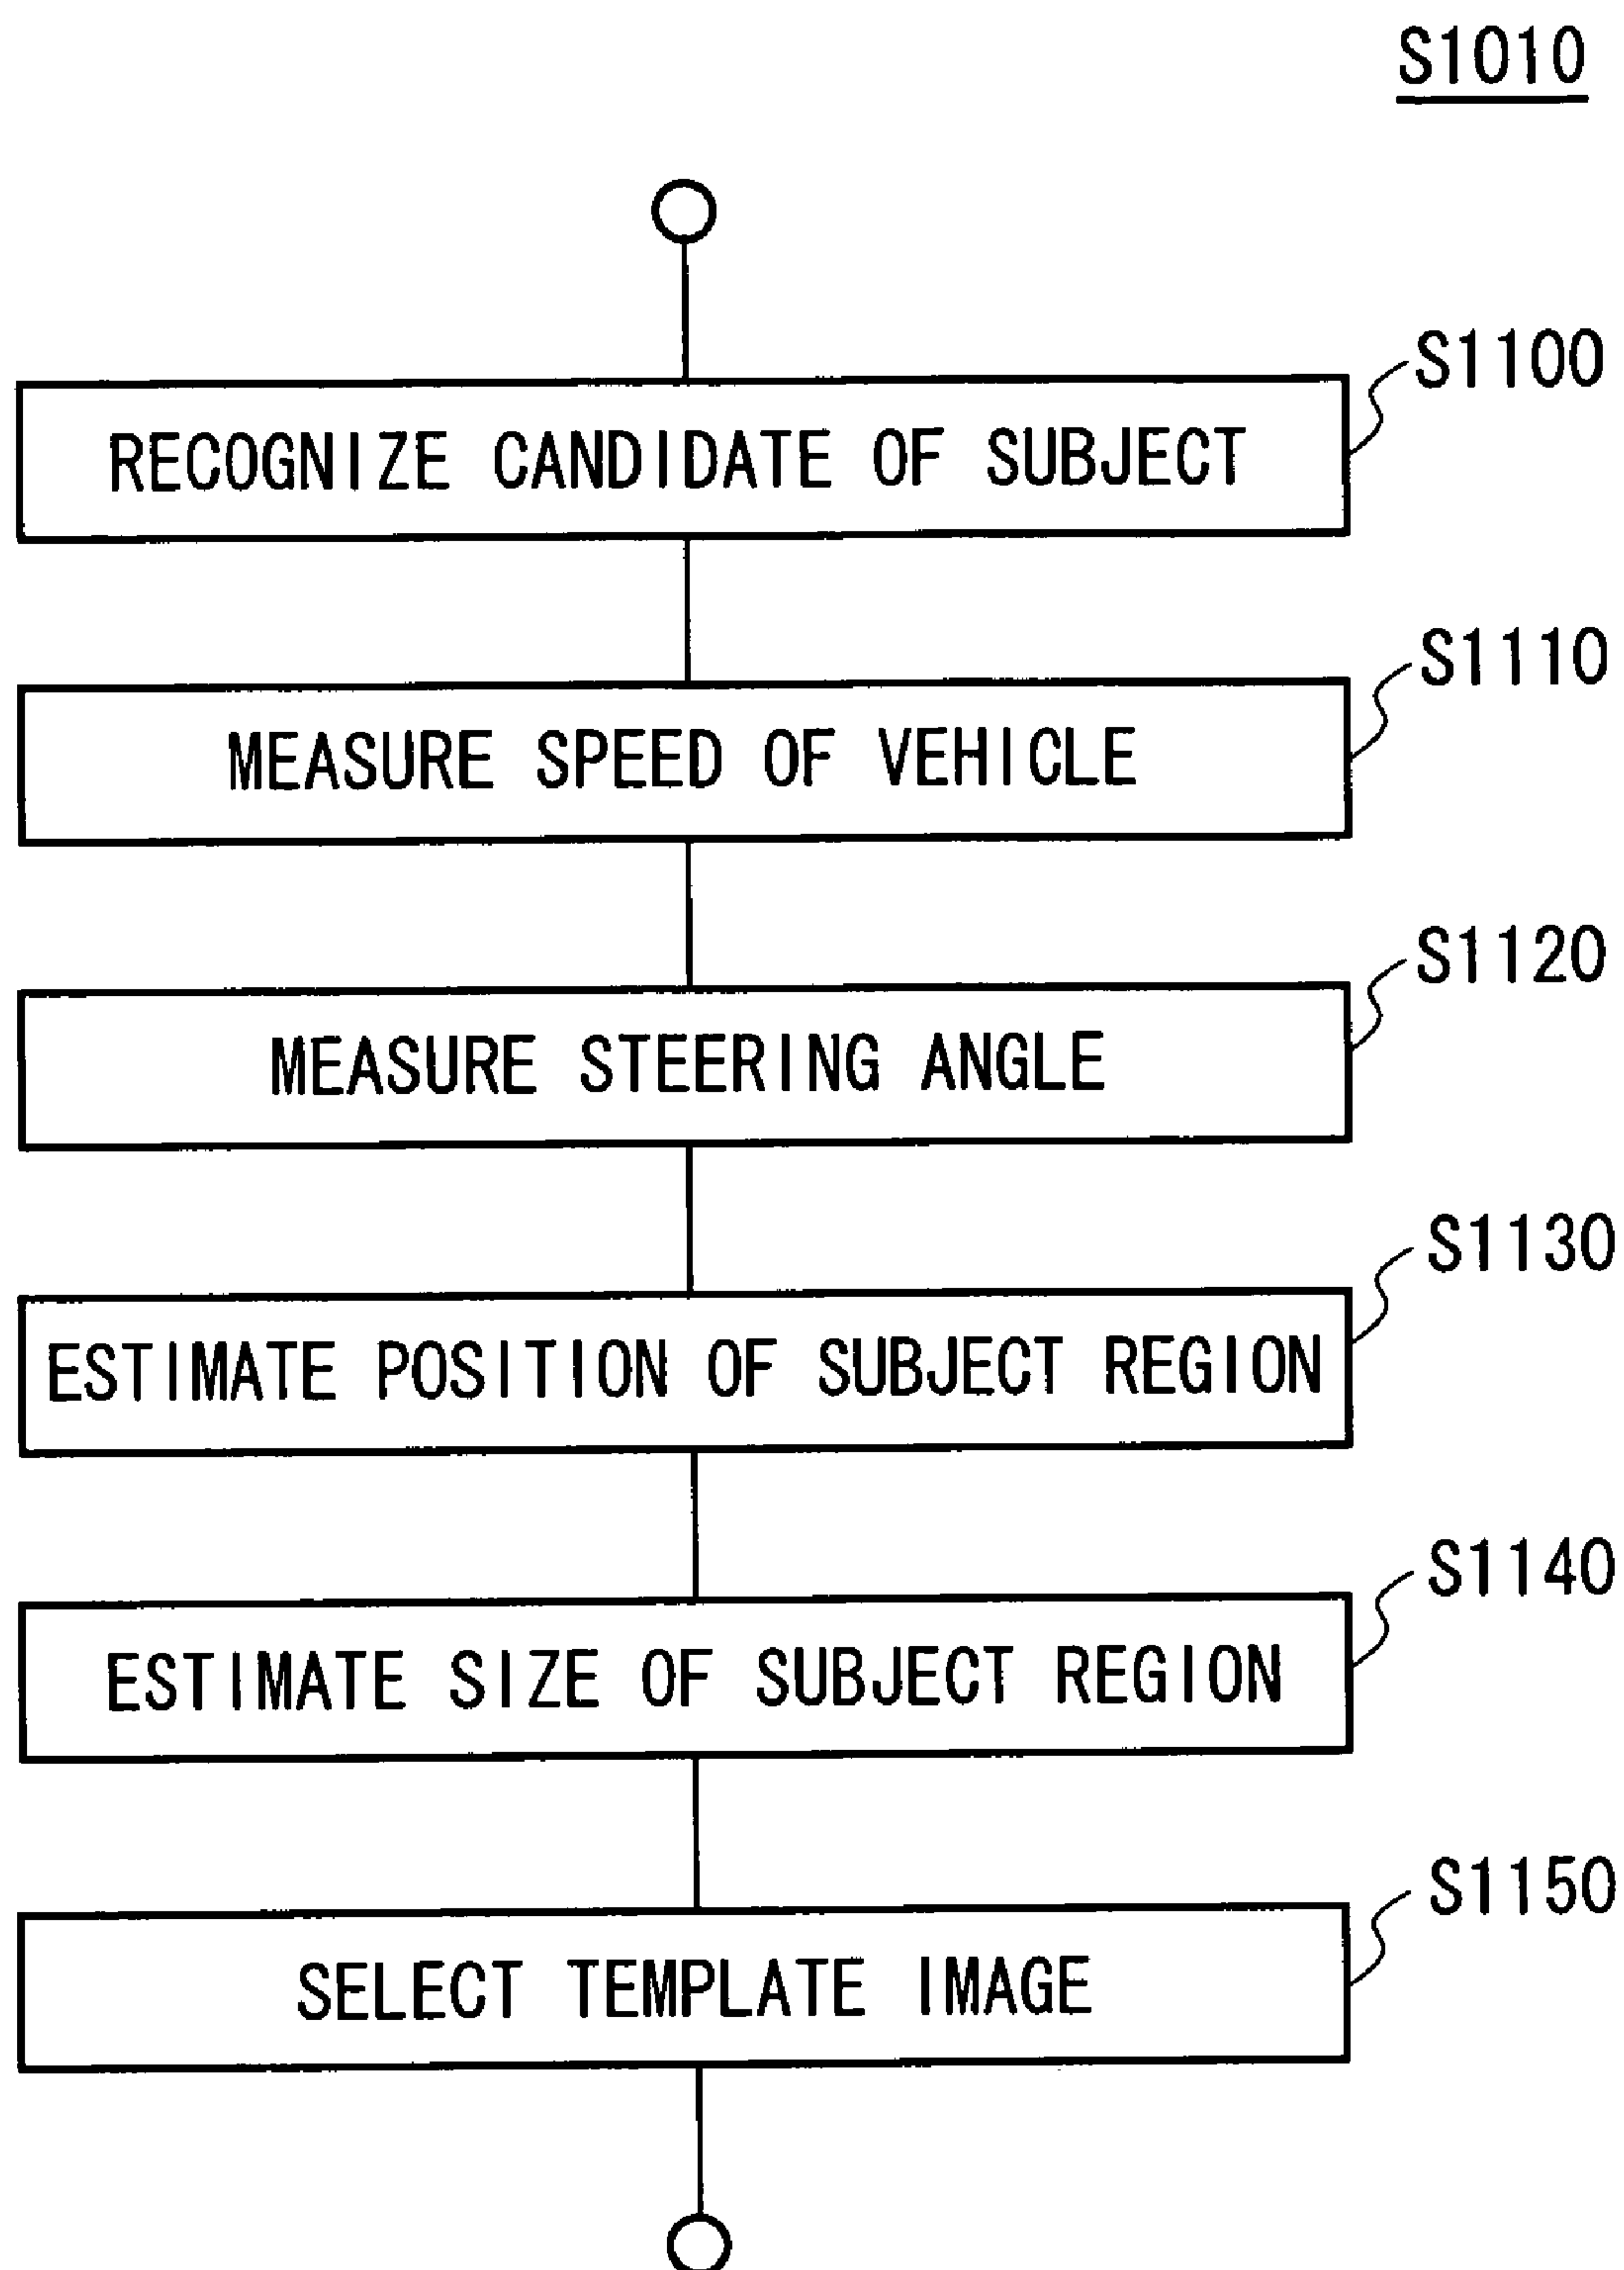 S1010
S1100
RECOGNIZE CANDIDATE OF SUBJECT
S1110
MEASURE SPEED OF VEHICLE
S1120
MEASURE STEERING ANGLE
S1130
ESTIMATE POSITION OF SUBJECT REGION
S1140
ESTIMATE SIZE OF SUBJECT REGION
S1150
SELECT TEMPLATE IMAGE